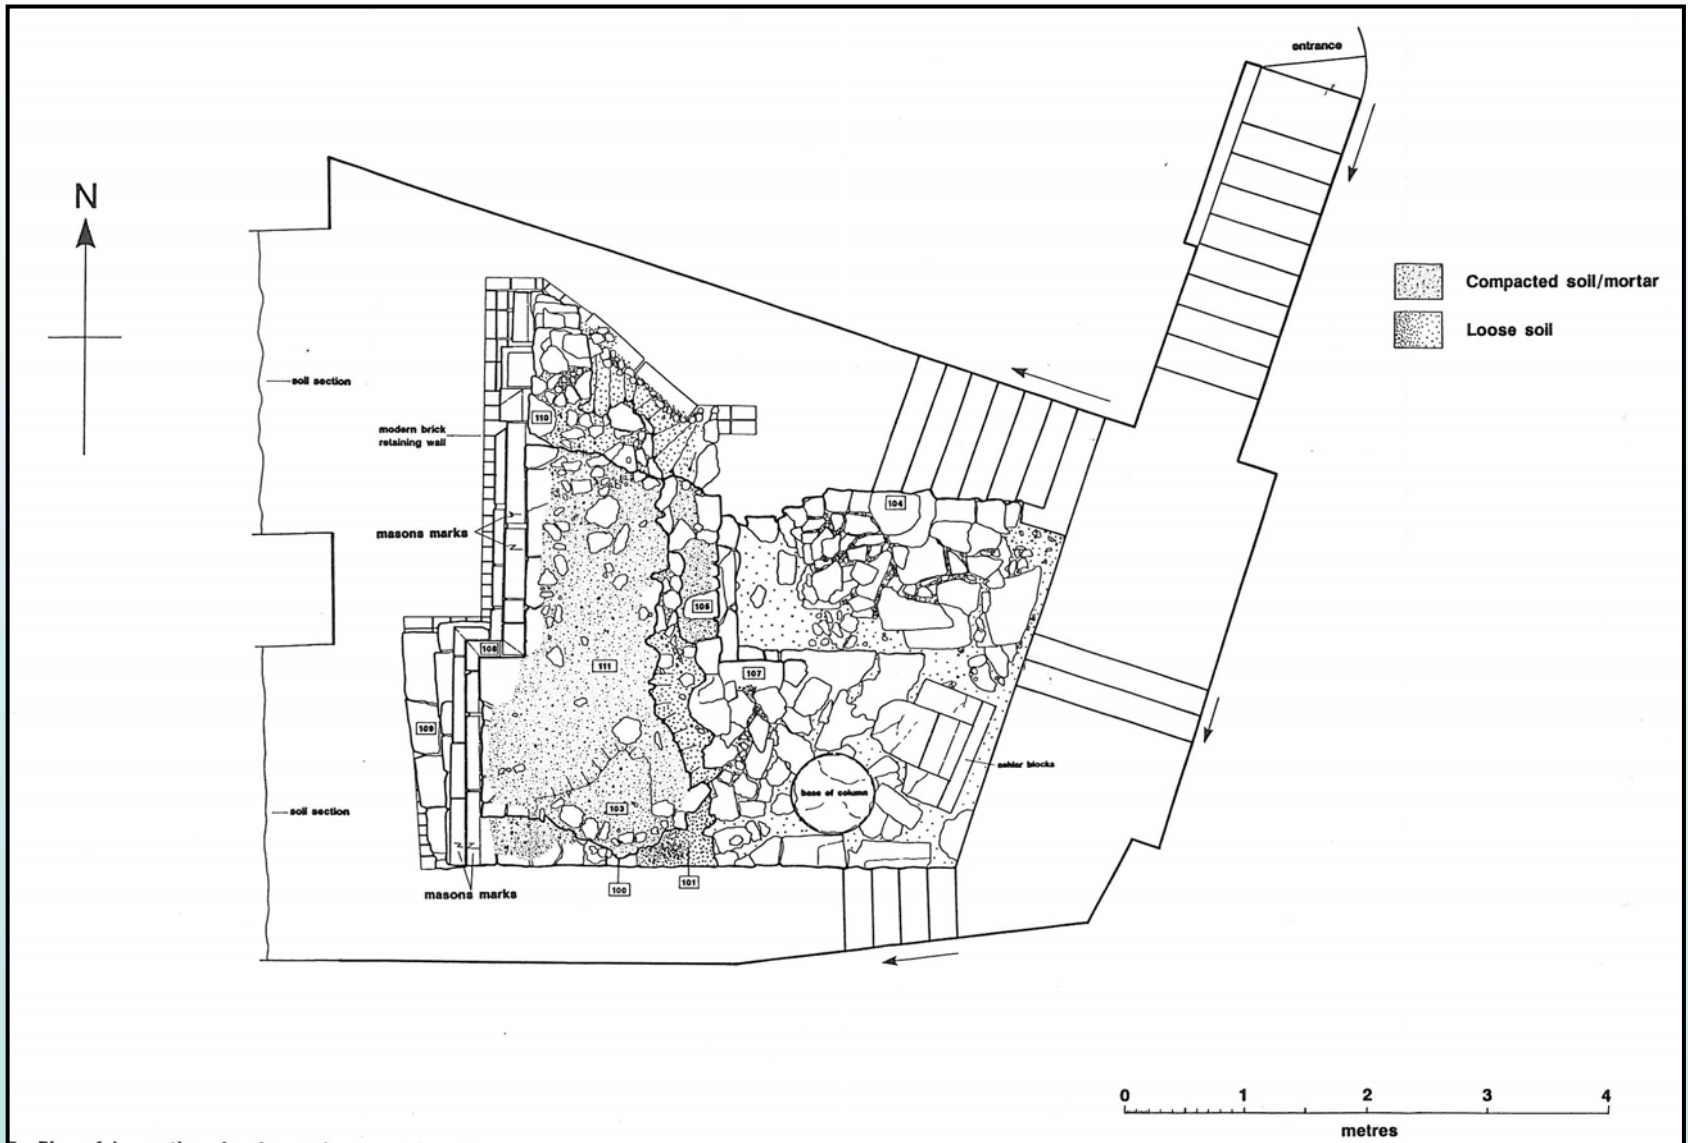 entrance
N
Compacted soil/mortar
Loose soil
soil section
110
modern brick
retaining wall
104
masons marks
105
108
111
107
109
ashlar blocks
base of column
103
soil section
101
100
masons marks
0 1 2 3 4
metres